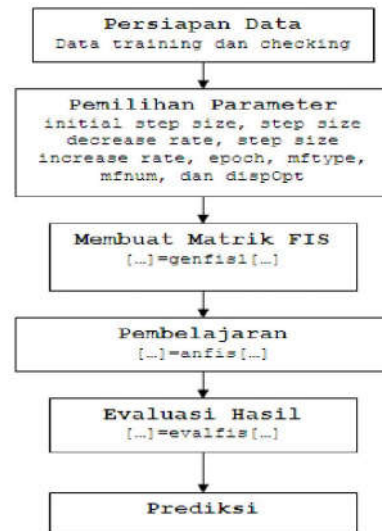 Persiapan Data
Data training dan checking
Pemilihan Parameter
initial step size, step size
decrease rate, step size
increase rate, epoch, mftype,
mfnum, dan dispOpt
Membuat Matrik FIS
[…]=genfis1[…]
Pembelajaran
[…]=anfis[…]
Evaluasi Hasil
[…]=evalfis[…]
Prediksi